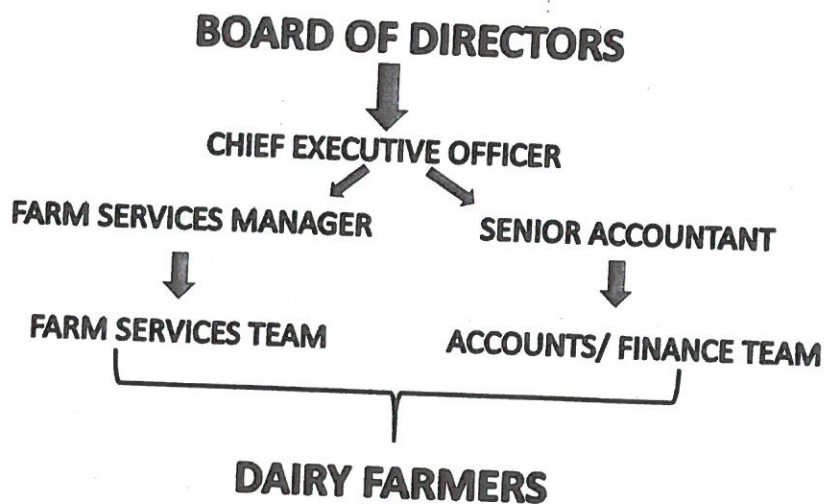 BOARD OF DIRECTORS
CHIEF EXECUTIVE OFFICER
FARM SERVICES MANAGER
SENIOR ACCOUNTANT
FARM SERVICES TEAM
ACCOUNTS/ FINANCE TEAM
DAIRY FARMERS